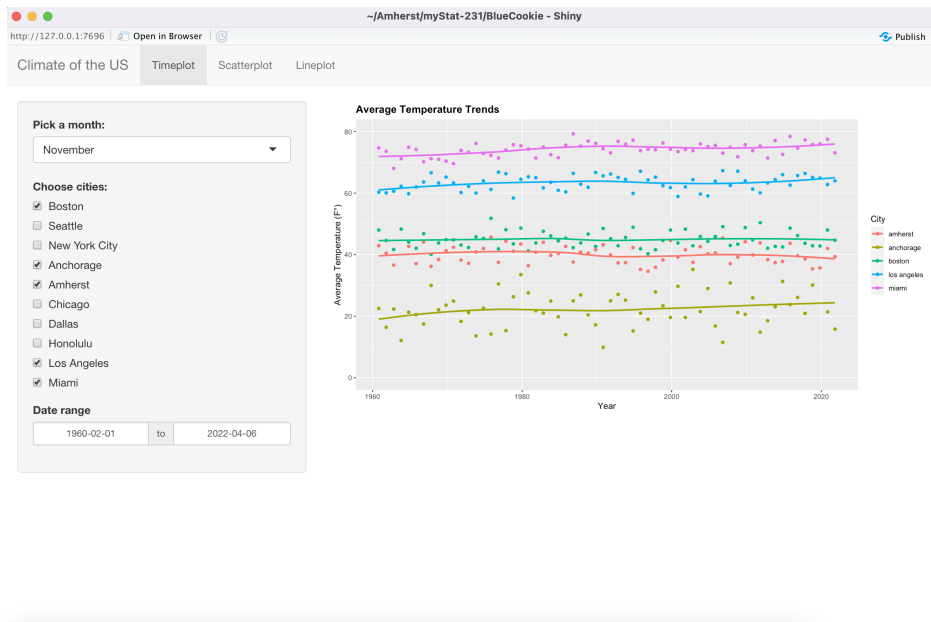 ~/Amherst/myStat-231/BlueCookie - Shiny
http://127.0.0.1:7696
Open in Browser
Publish
Climate of the US
Timeplot
Scatterplot
Lineplot
Pick a month:
November
Choose cities:
Boston
Seattle
New York City
Anchorage
Amherst
Chicago
Dallas
Honolulu
Los Angeles
Miami
Date range
1960-02-01 to 2022-04-06
Average Temperature Trends
Average Temperature (F°)
80
60
40
20
0
1960 1980 2000 2020
Year
City
amherst
anchorage
boston
los angeles
miami